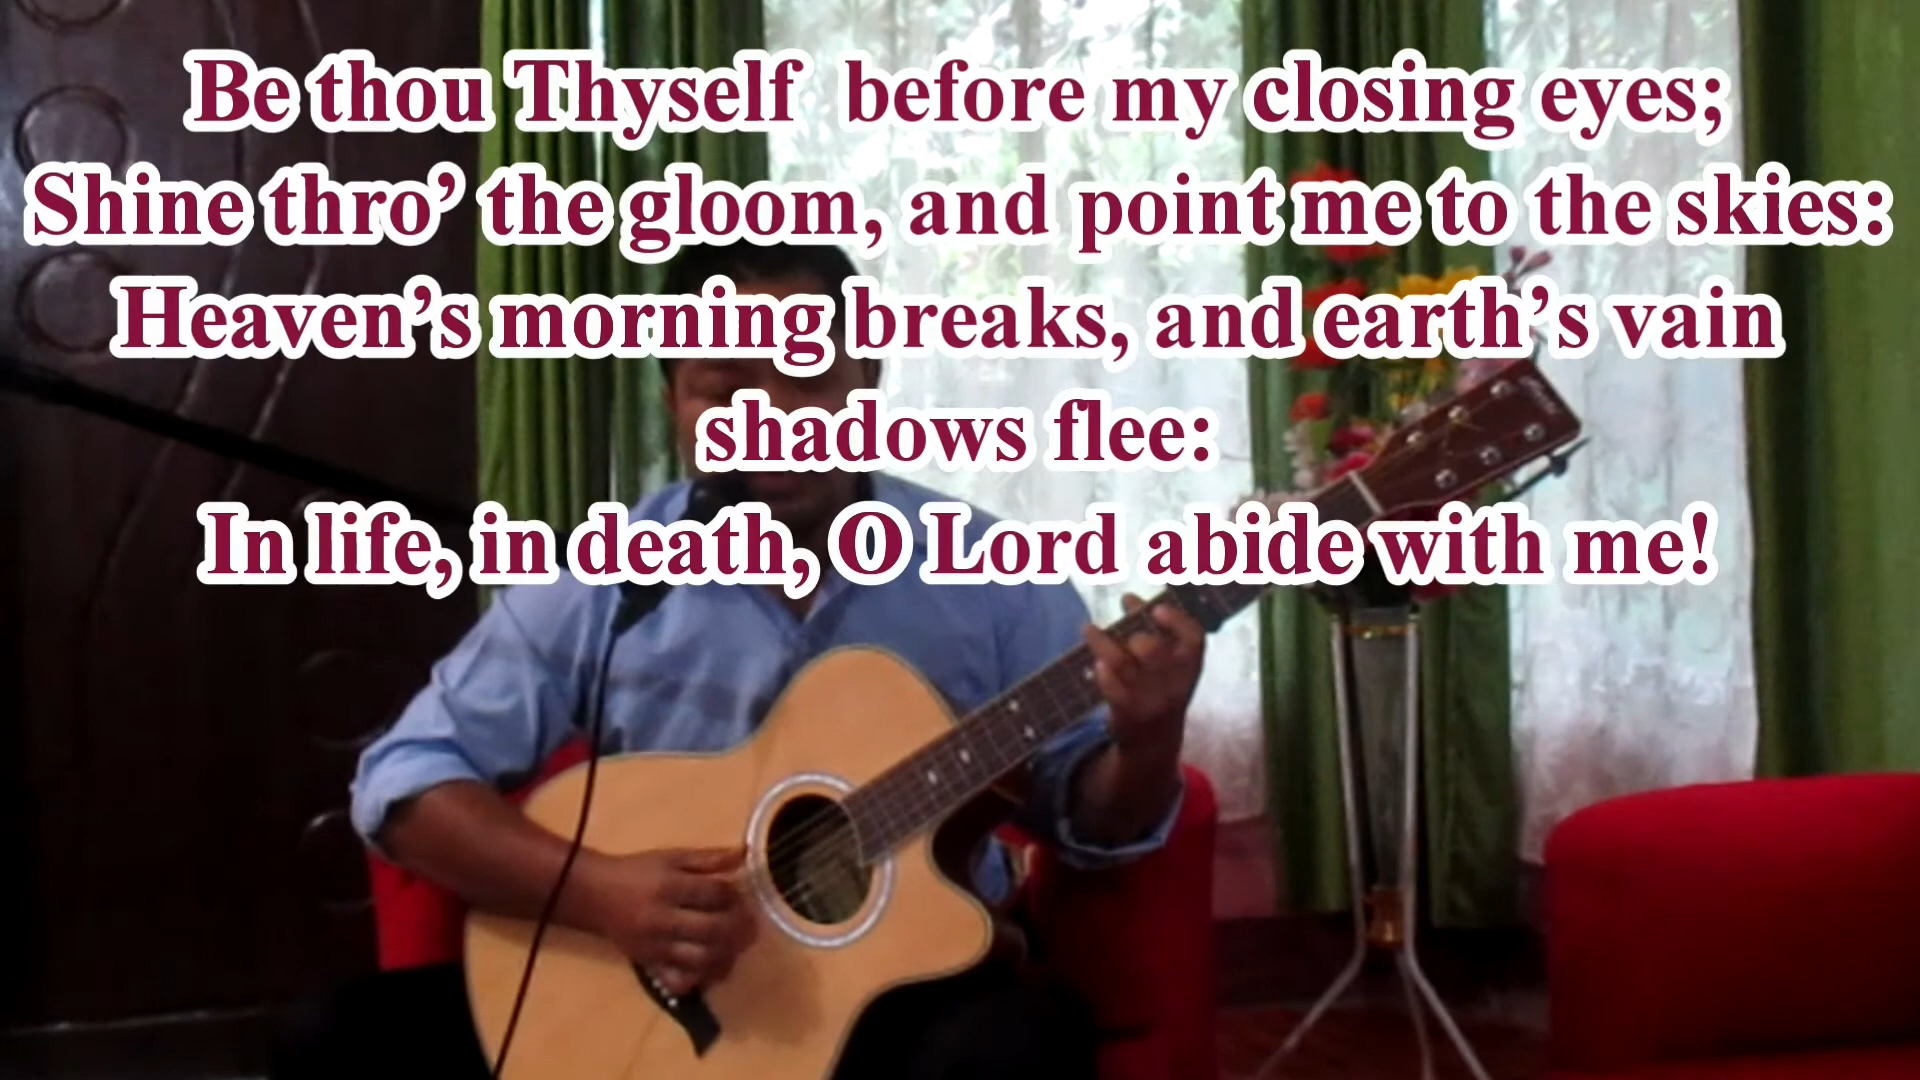 Be thou Thyself  before my closing eyes;
Shine thro’ the gloom, and point me to the skies:
Heaven’s morning breaks, and earth’s vain
shadows flee:
In life, in death, O Lord abide with me!